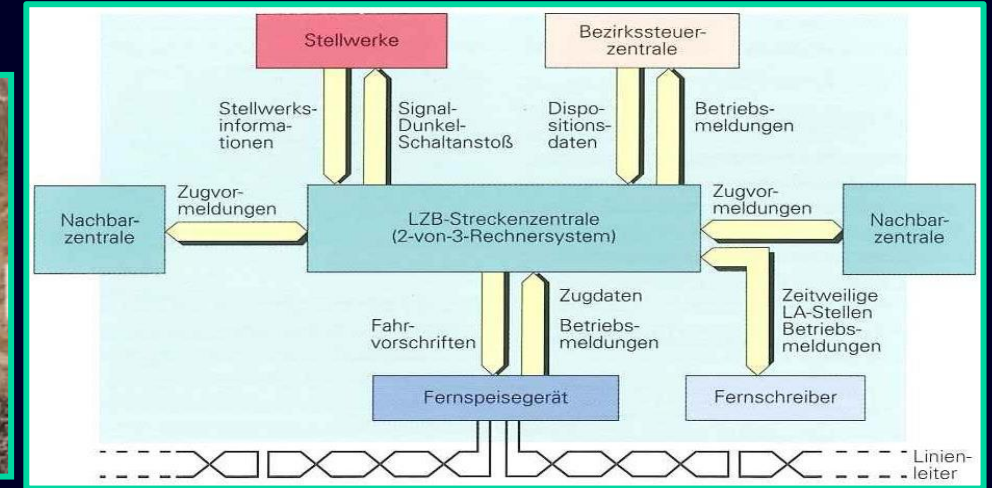 Stellwerke
Bezirkssteuer-
zentrale
Stellwerks-
informa-
tionen
Signal-
Dunkel-
Schaltanstoß
Dispo-
sitions-
daten
Betriebs-
meldungen
Nachbar-
zentrale
Zugvor-
meldungen
LZB-Streckenzentrale
(2-von-3-Rechnersystem)
Zugvor-
meldungen
Nachbar-
zentrale
Fahr-
vorschriften
Zugdaten
Betriebs-
meldungen
Zeitweilige
LA-Stellen
Betriebs-
meldungen
Fernspeisegerät
Fernschreiber
Linien-
leiter